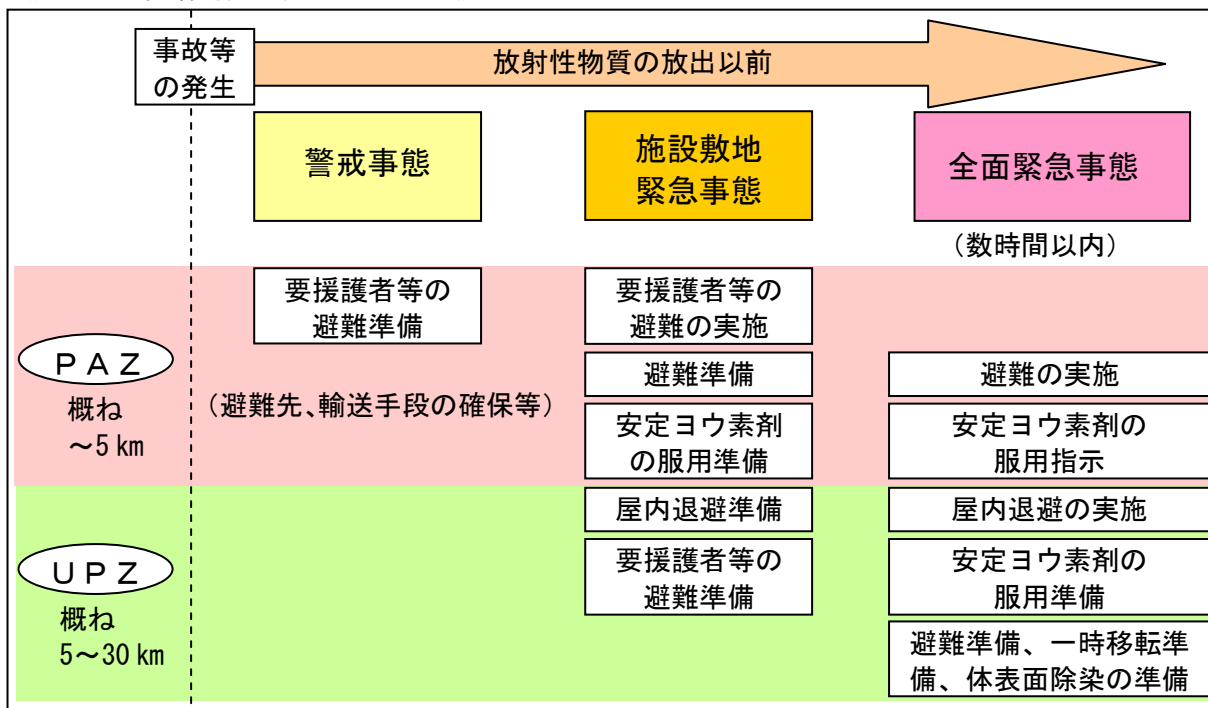 事故等
の発生
放射性物質の放出以前
警戒事態
施設敷地
緊急事態
全面緊急事態
（数時間以内）
ＰＡＺ
概ね
～5 km
要援護者等の
避難準備
（避難先、輸送手段の確保等）
要援護者等の
避難の実施
避難準備
安定ヨウ素剤
の服用準備
避難の実施
安定ヨウ素剤の
服用指示
ＵＰＺ
概ね
5～30 km
屋内退避準備
要援護者等の
避難準備
屋内退避の実施
安定ヨウ素剤の
服用準備
避難準備、一時移転準
備、体表面除染の準備